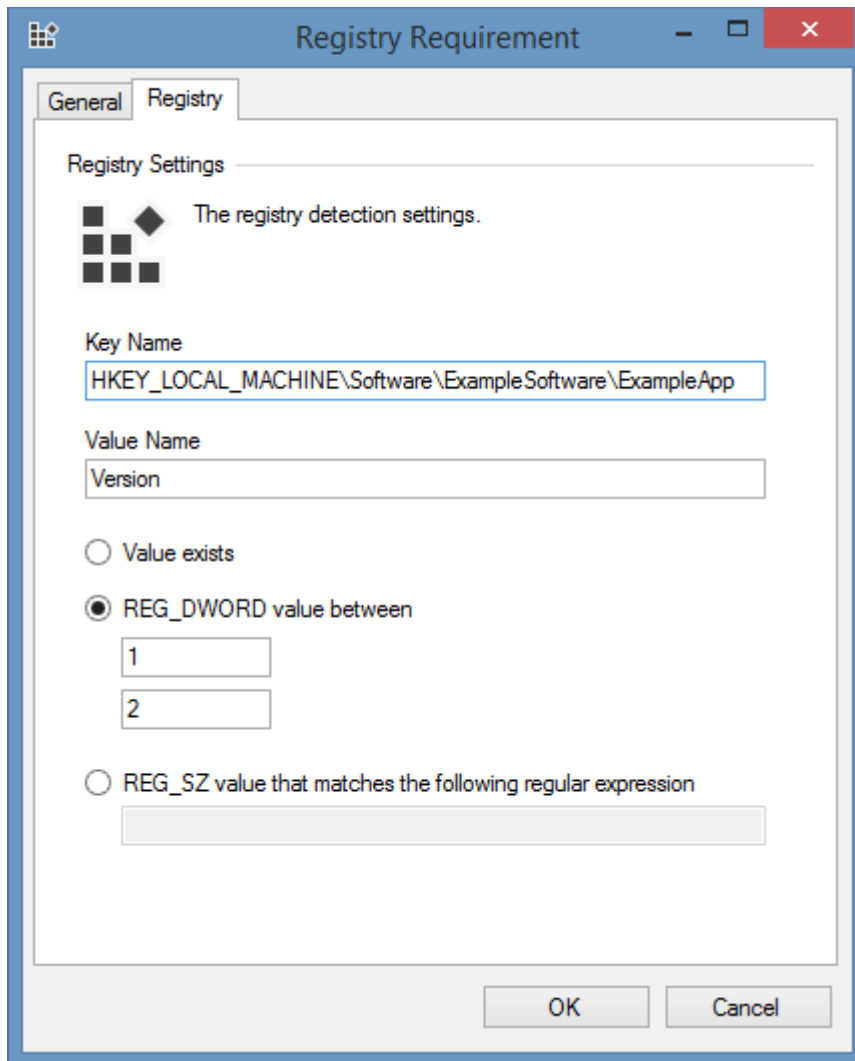 Registry Requirement
General
Registry
Registry Settings
The registry detection settings.
Key Name
HKEY_LOCAL_MACHINE\Software\ExampleSoftware\ExampleApp
Value Name
Version
Value exists
REG_DWORD value between
1
2
REG_SZ value that matches the following regular expression
OK
Cancel